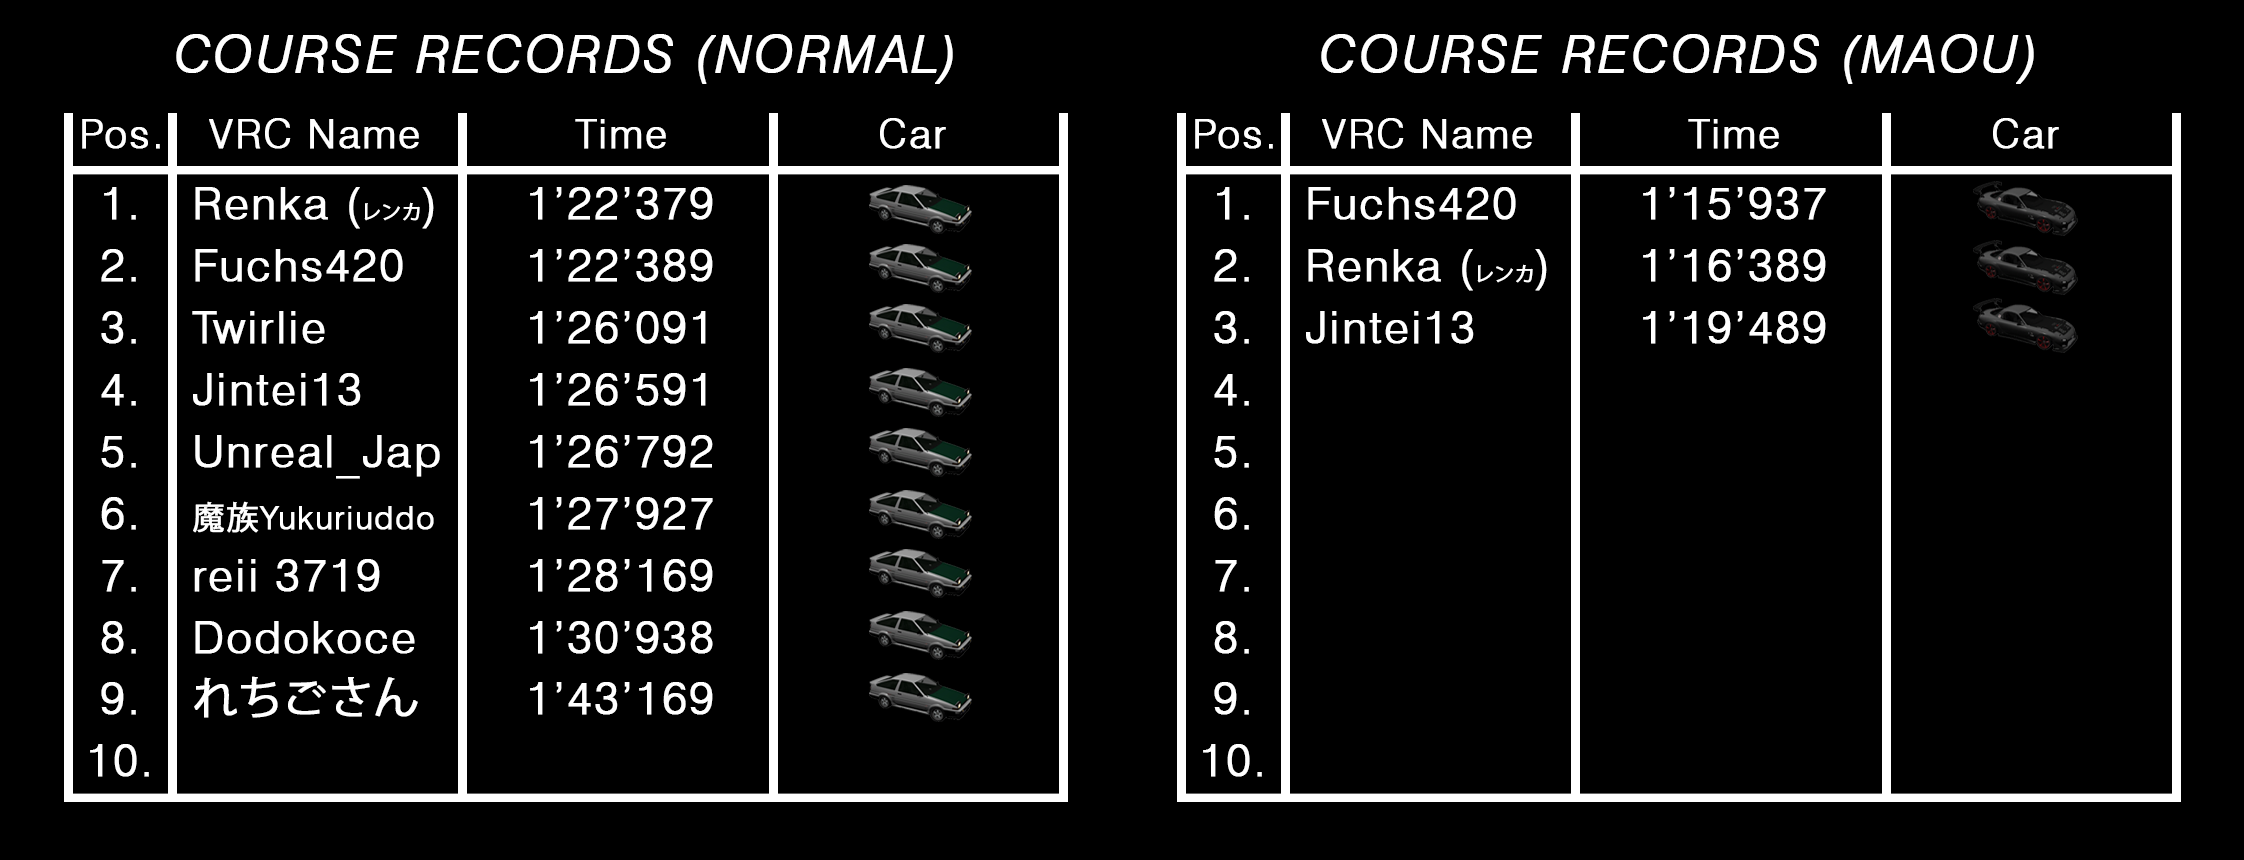 COURSE RECORDS (NORMAL)
Pos. VRC Name Time Car
1. Renka (レンカ) 1’22’379
2. Fuchs420 1’22’389
3. Twirlie 1’26’091
4. Jintei13 1’26’591
5. Unreal_Jap 1’26’792
6. 魔族Yukuriuddo 1’27’927
7. reii 3719 1’28’169
8. Dodokoce 1’30’938
9. れちごさん 1’43’169
10.
COURSE RECORDS (MAOU)
Pos. VRC Name Time Car
1. Fuchs420 1’15’937
2. Renka (レンカ) 1’16’389
3. Jintei13 1’19’489
4.
5.
6.
7.
8.
9.
10.